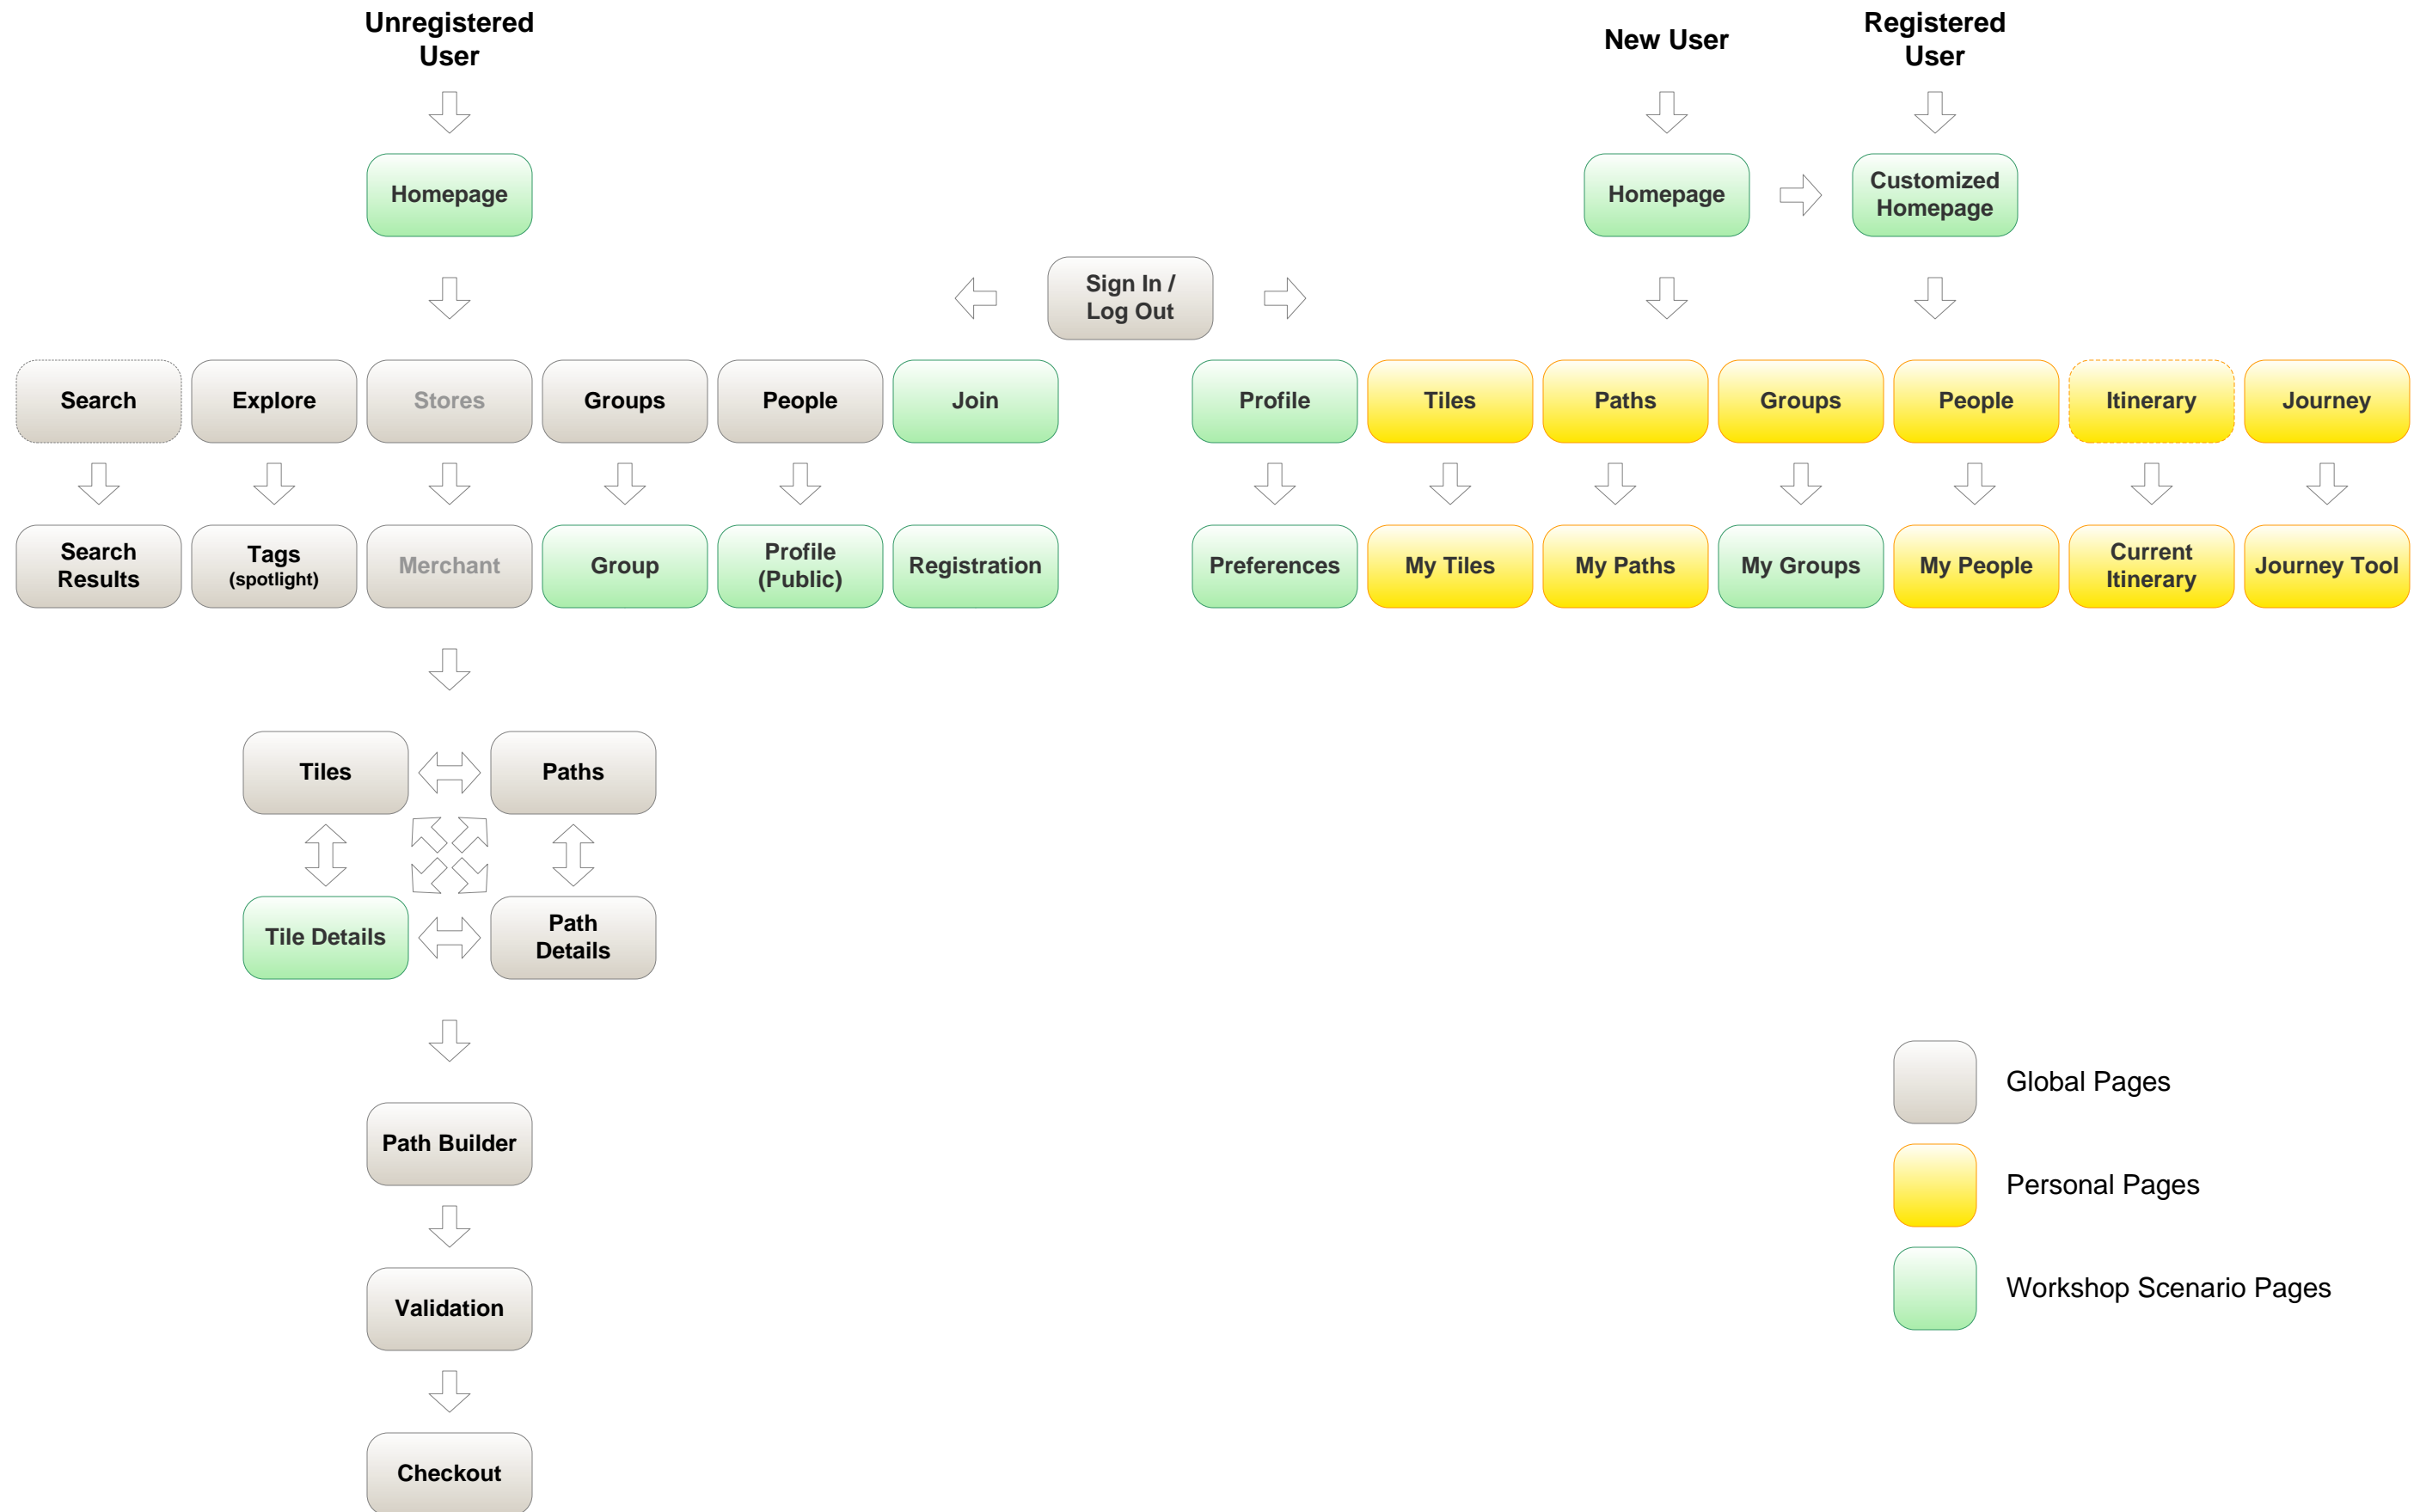 Unregistered
User
New User
Registered
User
Homepage
Homepage
Customized
Homepage
Sign In /
Log Out
Search
Explore
Stores
Groups
People
Join
Profile
Tiles
Paths
Groups
People
Itinerary
Journey
Search
Results
Tags
(spotlight)
Merchant
Group
Profile
(Public)
Registration
Preferences
My Tiles
My Paths
My Groups
My People
Current
Itinerary
Journey Tool
Tiles
Paths
Tile Details
Path
Details
Path Builder
Validation
Checkout
Global Pages
Personal Pages
Workshop Scenario Pages